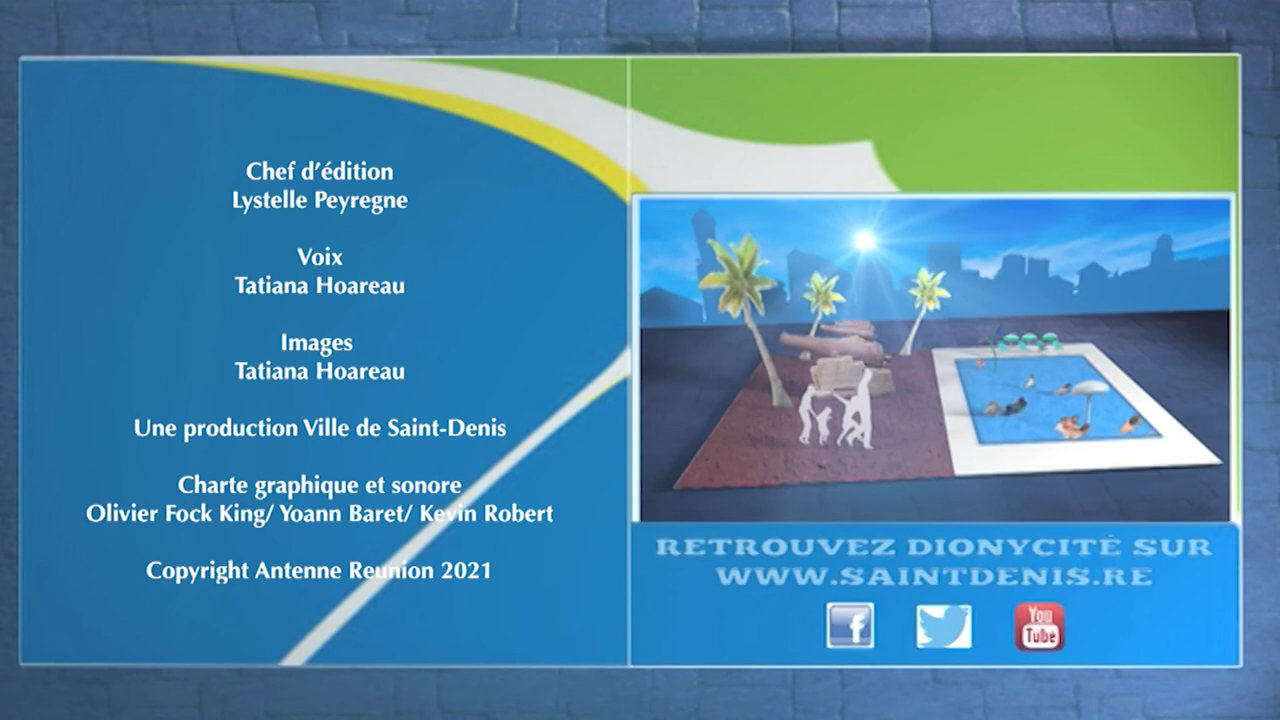 Chef d'édition
Lystelle Peyregne
Voix
Tatiana Hoareau
Images
Tatiana Hoareau
Une production Ville de Saint-Denis
Charte graphique et sonore
Olivier Fock King/ Yoann Baret/ Kevin Robert
Copyright Antenne Reunion 2021
RETROUVEZ DIONYCITÉ SUR
WWW.SAINTDENIS.RE
f
You
Tube